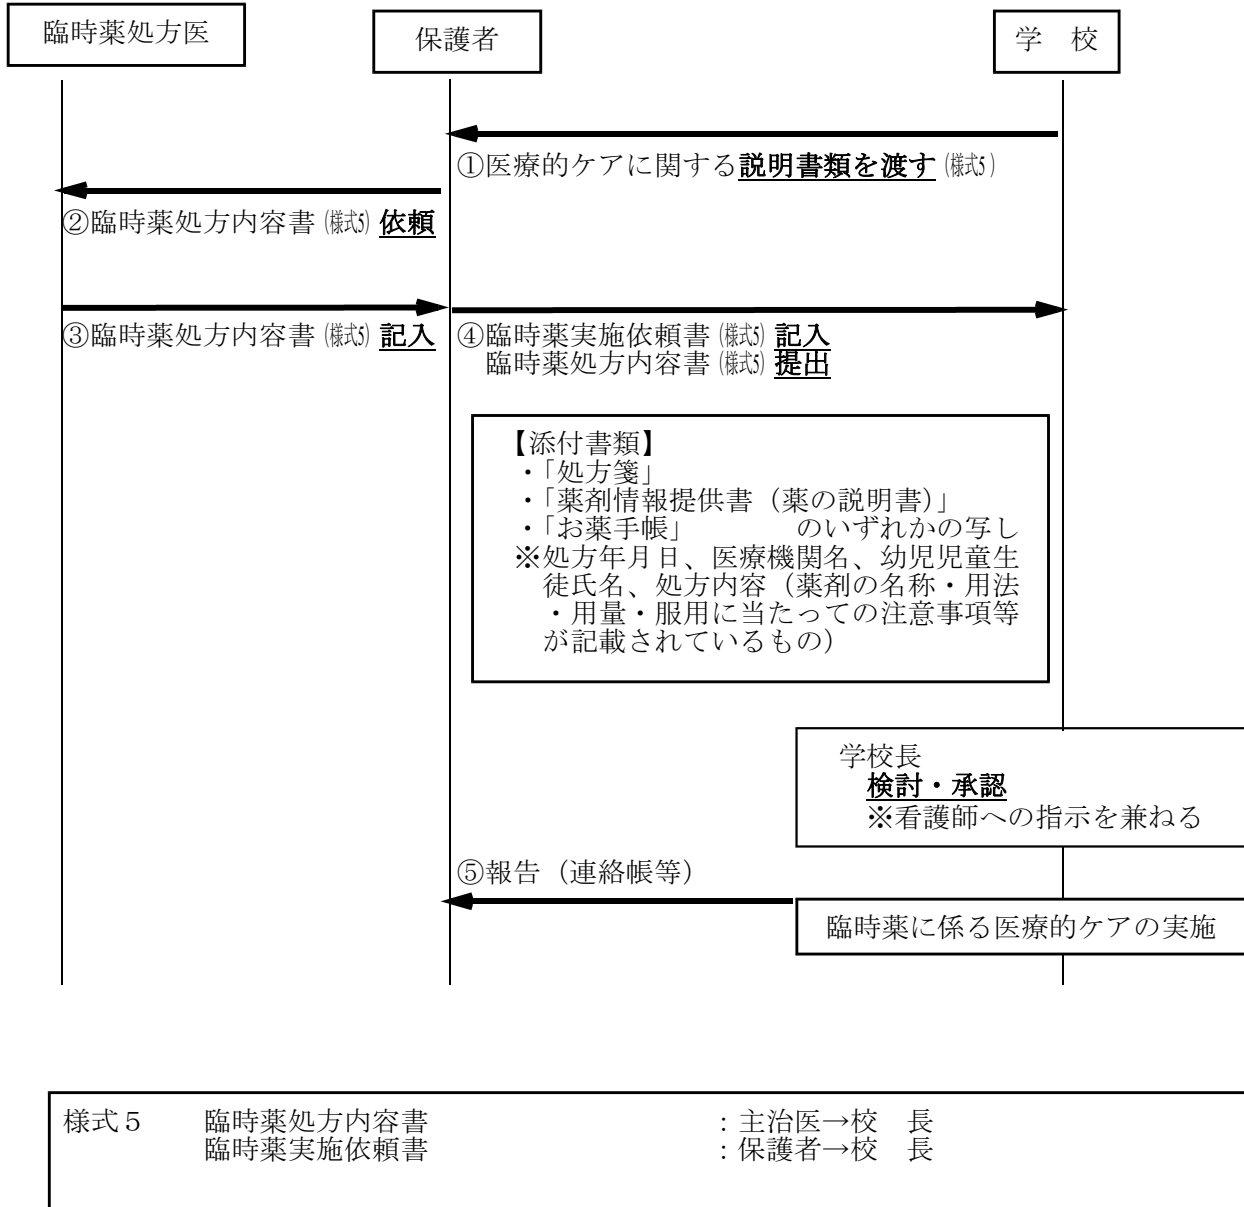 臨時薬処方医
保護者
学　校
①医療的ケアに関する説明書類を渡す(様式5)
②臨時薬処方内容書(様式5)依頼
③臨時薬処方内容書(様式5)記入
④臨時薬実施依頼書(様式5)記入
臨時薬処方内容書(様式5)提出
【添付書類】
・「処方箋」
・「薬剤情報提供書（薬の説明書）」
・「お薬手帳」　　　　のいずれかの写し
※処方年月日、医療機関名、幼児児童生
徒氏名、処方内容（薬剤の名称・用法
・用量・服用に当たっての注意事項等
が記載されているもの）
学校長
検討・承認
※看護師への指示を兼ねる
⑤報告（連絡帳等）
臨時薬に係る医療的ケアの実施
様式５　　臨時薬処方内容書　　　　　　　　　　：主治医→校　長
臨時薬実施依頼書　　　　　　　　　　：保護者→校　長